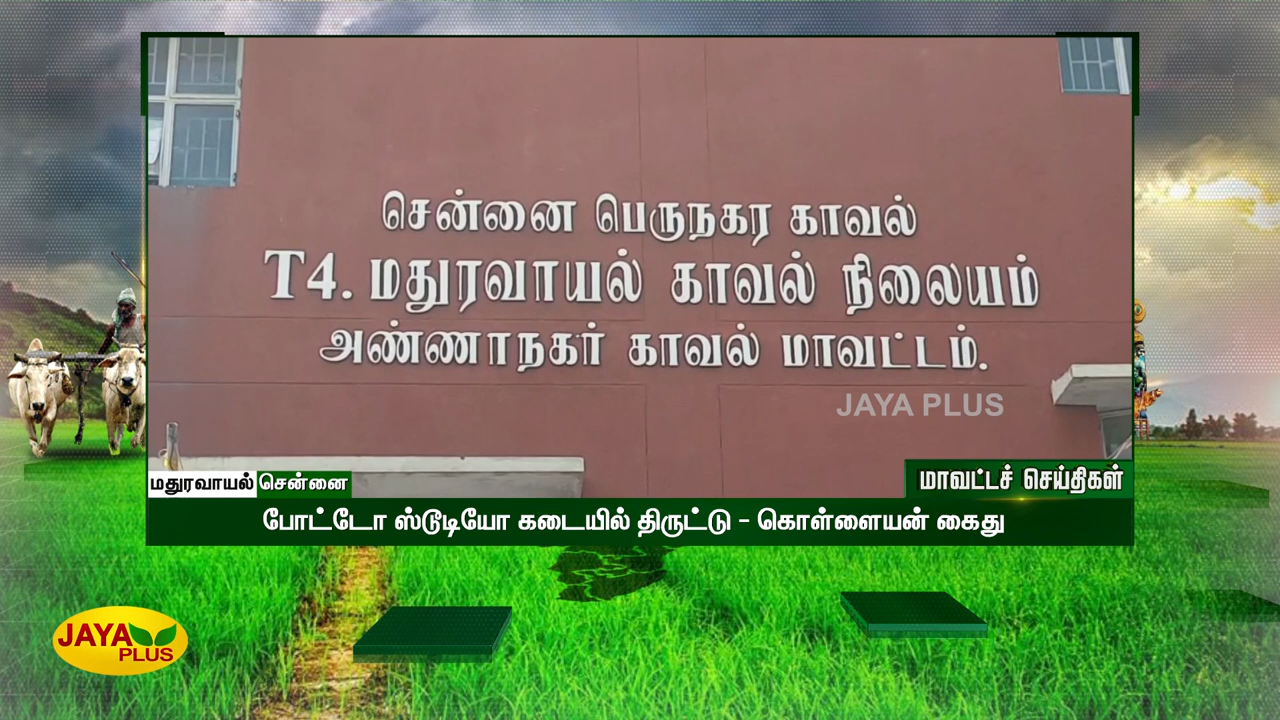 சென்னை பெருநகர காவல்
T4. மதுரவாயல் காவல் நிலையம்
அண்ணாநகர் காவல் மாவட்டம்.
JAYA PLUS
மதுரவாயல் சென்னை
மாவட்டச் செய்திகள்
போட்டோ ஸ்டூடியோ கடையில் திருட்டு - கொள்ளையன் கைது
JAYA
PLUS